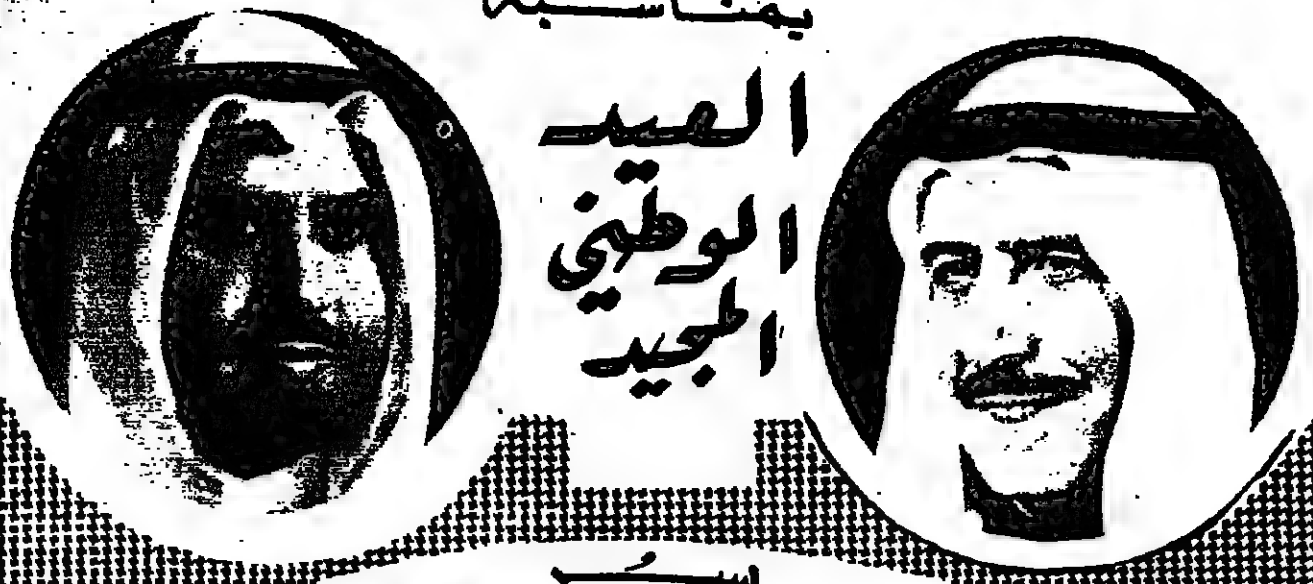 بمناسبة
العيد
الوطني
المجيد